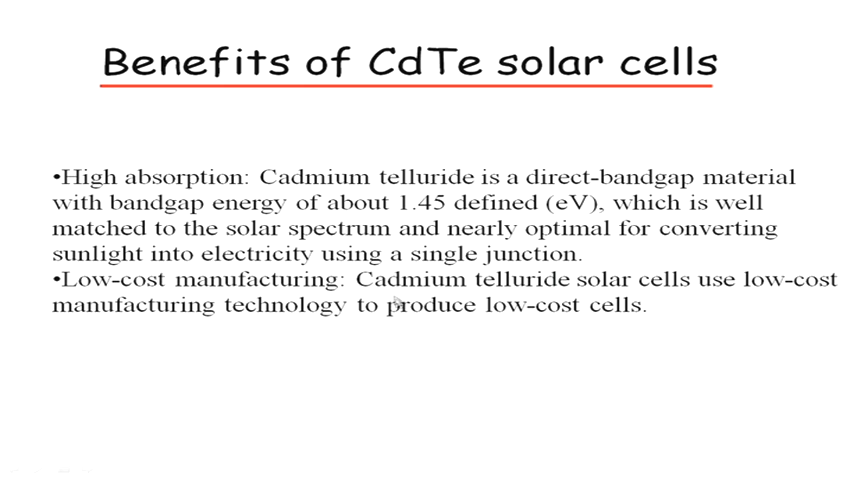 Benefits of CdTe solar cells
•High absorption: Cadmium telluride is a direct-bandgap material
with bandgap energy of about 1.45 defined (eV), which is well
matched to the solar spectrum and nearly optimal for converting
sunlight into electricity using a single junction.
•Low-cost manufacturing: Cadmium telluride solar cells use low-cost
manufacturing technology to produce low-cost cells.